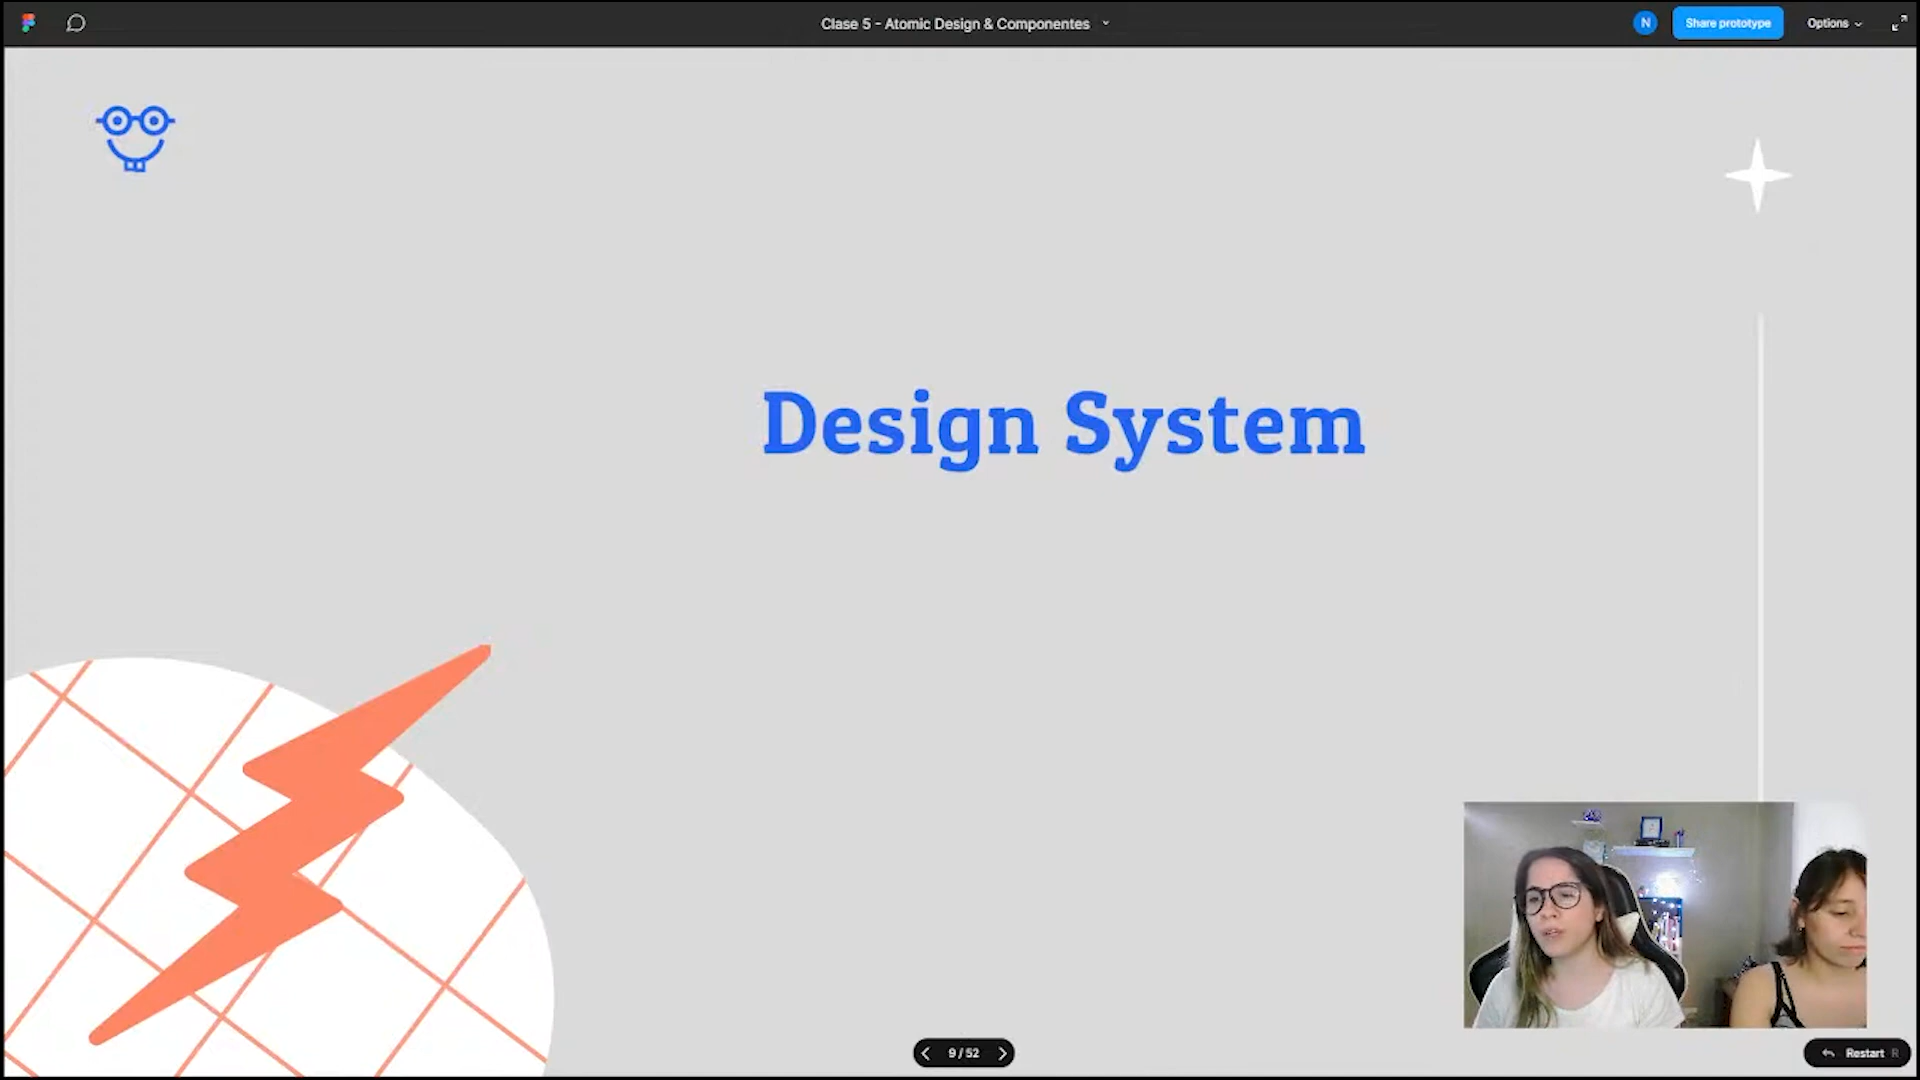 Clase 5 - Atomic Design & Componentes
N
Share prototype
Options
Design System
9 / 52
Restart R